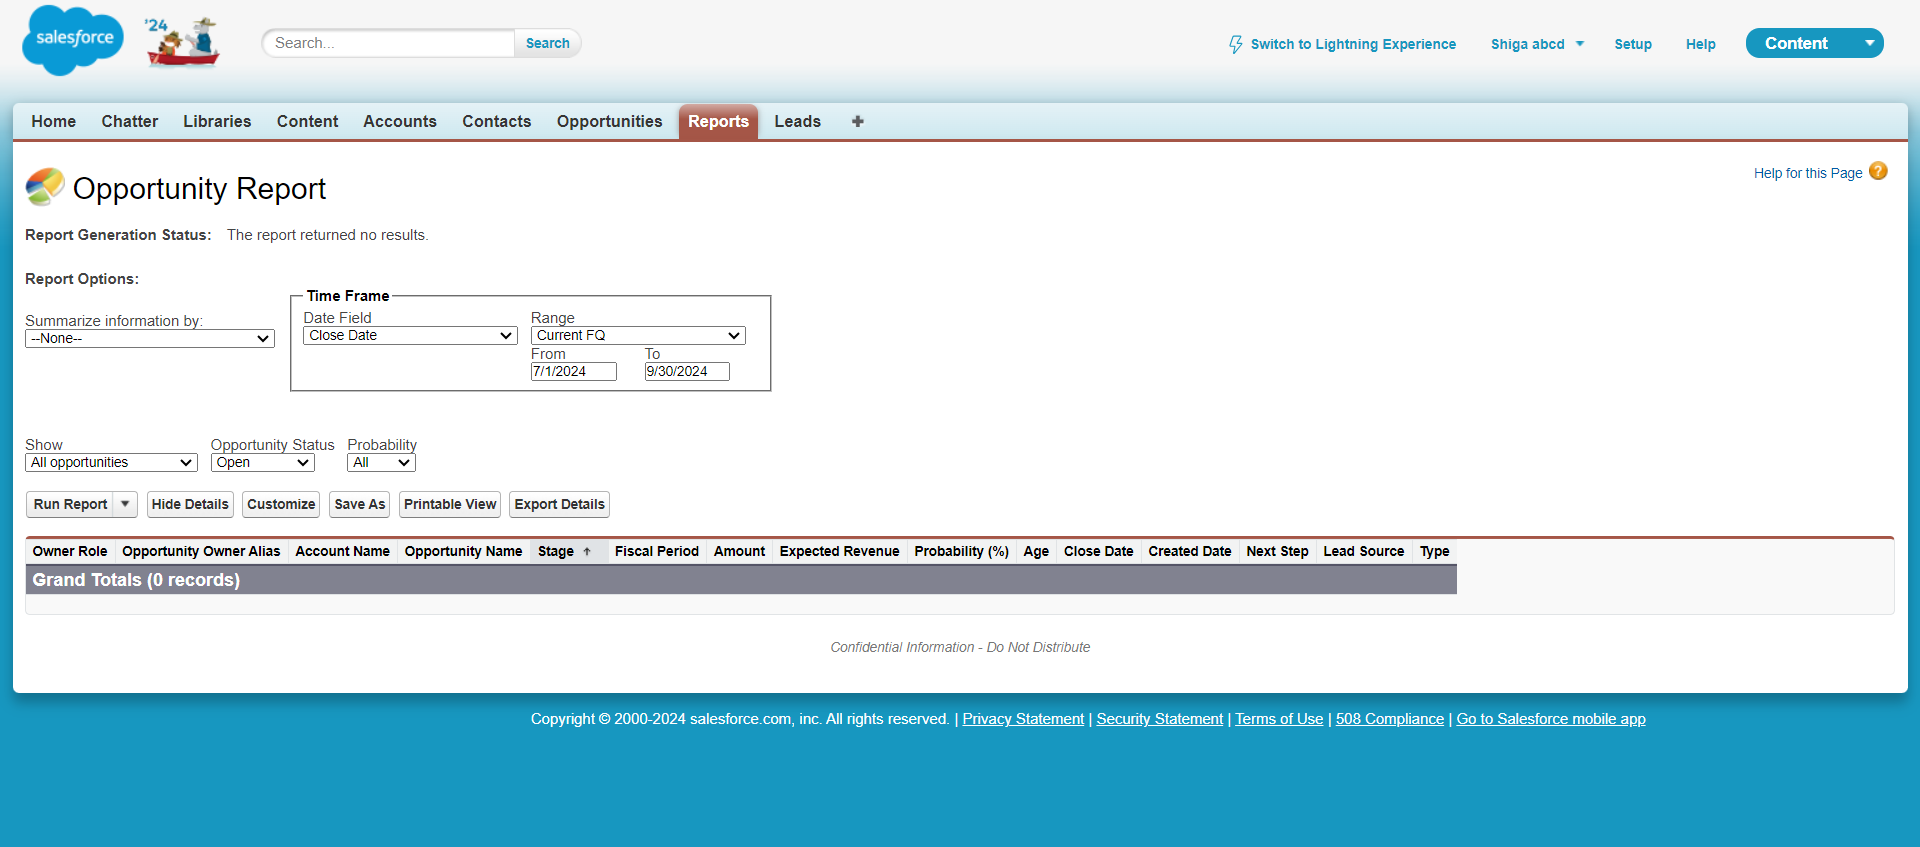 salesforce
'24
Search...
Search
Switch to Lightning Experience
Shiga abcd
Setup
Help
Content
Home
Chatter
Libraries
Content
Accounts
Contacts
Opportunities
Reports
Leads
+
Opportunity Report
Help for this Page ?
Report Generation Status: The report returned no results.
Report Options:
Summarize information by:
--None--
Time Frame
Date Field
Close Date
Range
Current FQ
From
7/1/2024
To
9/30/2024
Show
All opportunities
Opportunity Status
Open
Probability
All
Run Report
Hide Details
Customize
Save As
Printable View
Export Details
Owner Role Opportunity Owner Alias Account Name Opportunity Name Stage ↑ Fiscal Period Amount Expected Revenue Probability (%) Age Close Date Created Date Next Step Lead Source Type
Grand Totals (0 records)
Confidential Information - Do Not Distribute
Copyright © 2000-2024 salesforce.com, inc. All rights reserved. | Privacy Statement | Security Statement | Terms of Use | 508 Compliance | Go to Salesforce mobile app